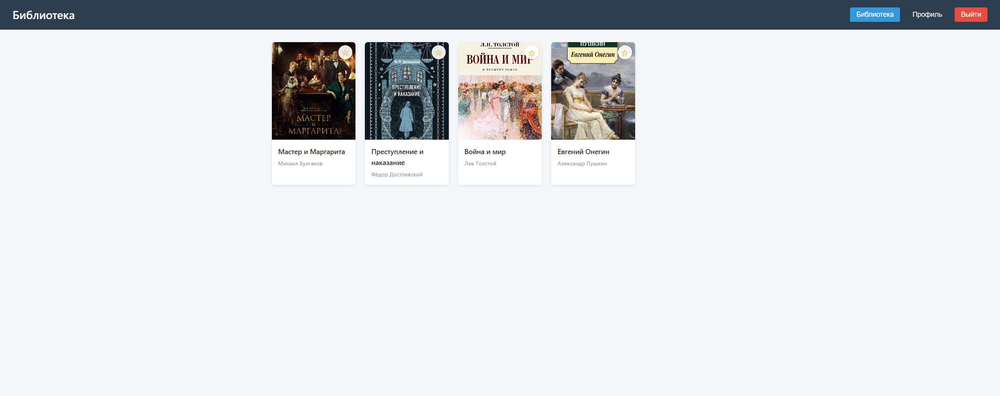 Библиотека
Библиотека
Профиль
Выйти
МАСТЕР
И
МАРГАРИТА
Мастер и Маргарита
Михаил Булгаков
Ф. М. Достоевский
ПРЕСТУПЛЕНИЕ
И НАКАЗАНИЕ
Преступление и
наказание
Фёдор Достоевский
Л.Н. ТОЛСТОЙ
ВОЙНА И МИР
В ЧЕТЫРЕХ ТОМАХ
Война и мир
Лев Толстой
ПУШКИН
Евгений Онегин
Евгений Онегин
Александр Пушкин